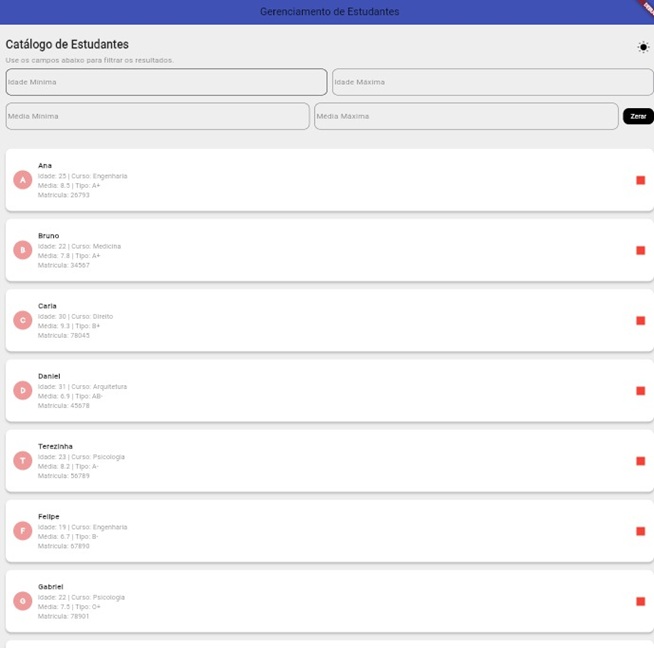 Gerenciamento de Estudantes
Catálogo de Estudantes
Use os campos abaixo para filtrar os resultados.
Idade Mínima
Idade Máxima
Média Mínima
Média Máxima
Zerar
A
Ana
Idade: 25 | Curso: Engenharia
Média: 8.5 | Tipo: A+
Matrícula: 26793
B
Bruno
Idade: 22 | Curso: Medicina
Média: 7.8 | Tipo: A+
Matrícula: 34567
C
Carla
Idade: 30 | Curso: Direito
Média: 9.3 | Tipo: B+
Matrícula: 78045
D
Daniel
Idade: 31 | Curso: Arquitetura
Média: 6.9 | Tipo: AB-
Matrícula: 45678
T
Terezinha
Idade: 23 | Curso: Psicologia
Média: 8.2 | Tipo: A-
Matrícula: 56789
F
Felipe
Idade: 19 | Curso: Engenharia
Média: 6.7 | Tipo: B-
Matrícula: 67890
G
Gabriel
Idade: 22 | Curso: Psicologia
Média: 7.5 | Tipo: O+
Matrícula: 78901